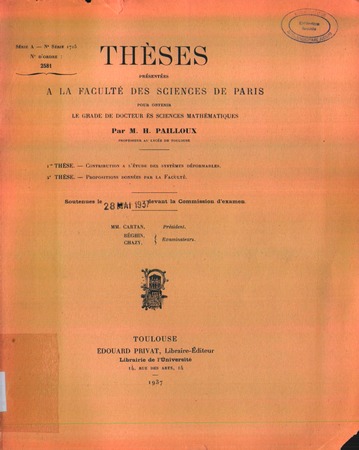 Série A. — Nº Série 1716
Nº D'ORDRE :
2581
THÈSES
PRÉSENTÉES
A LA FACULTÉ DES SCIENCES DE PARIS
POUR OBTENIR
LE GRADE DE DOCTEUR ÈS SCIENCES MATHÉMATIQUES
Par M. H. PAILLOUX
PROFESSEUR AU LYCÉE DE TOULOUSE
1re THÈSE. — CONTRIBUTION A L'ÉTUDE DES SYSTÈMES DÉFORMABLES.
2e THÈSE. — PROPOSITIONS DONNÉES PAR LA FACULTÉ.
Soutenues le 28 MAI 1937 devant la Commission d'examen.
MM. CARTAN, Président.
BÉGHIN,
CHAZY, Examinateurs.
TOULOUSE
EDOUARD PRIVAT, Libraire-Éditeur
Librairie de l'Université
14, RUE DES ARTS, 14
1937